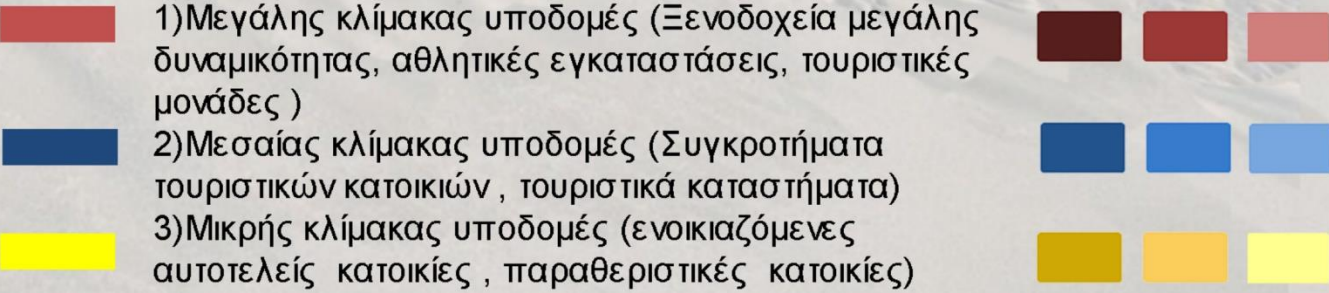 1)Μεγάλης κλίμακας υποδομές (Ξενοδοχεία μεγάλης
δυναμικότητας, αθλητικές εγκαταστάσεις, τουριστικές
μονάδες )
2)Μεσαίας κλίμακας υποδομές (Συγκροτήματα
τουριστικών κατοικιών , τουριστικά καταστήματα)
3)Μικρής κλίμακας υποδομές (ενοικιαζόμενες
αυτοτελείς κατοικίες , παραθεριστικές κατοικίες)